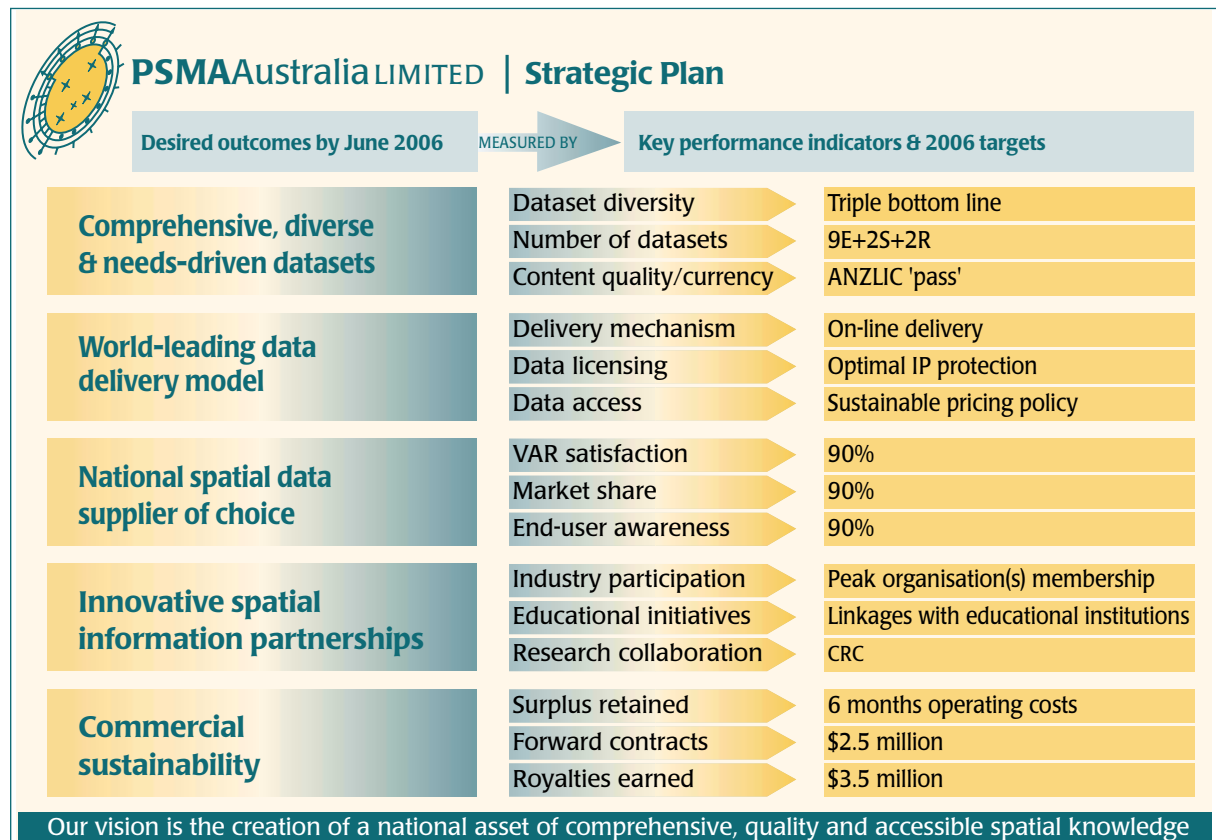 PSMAAustralia LIMITED | Strategic Plan
Desired outcomes by June 2006 MEASURED BY Key performance indicators & 2006 targets
Comprehensive, diverse
& needs-driven datasets
Dataset diversity Triple bottom line
Number of datasets 9E+2S+2R
Content quality/currency ANZLIC 'pass'
World-leading data
delivery model
Delivery mechanism On-line delivery
Data licensing Optimal IP protection
Data access Sustainable pricing policy
National spatial data
supplier of choice
VAR satisfaction 90%
Market share 90%
End-user awareness 90%
Innovative spatial
information partnerships
Industry participation Peak organisation(s) membership
Educational initiatives Linkages with educational institutions
Research collaboration CRC
Commercial
sustainability
Surplus retained 6 months operating costs
Forward contracts $2.5 million
Royalties earned $3.5 million
Our vision is the creation of a national asset of comprehensive, quality and accessible spatial knowledge